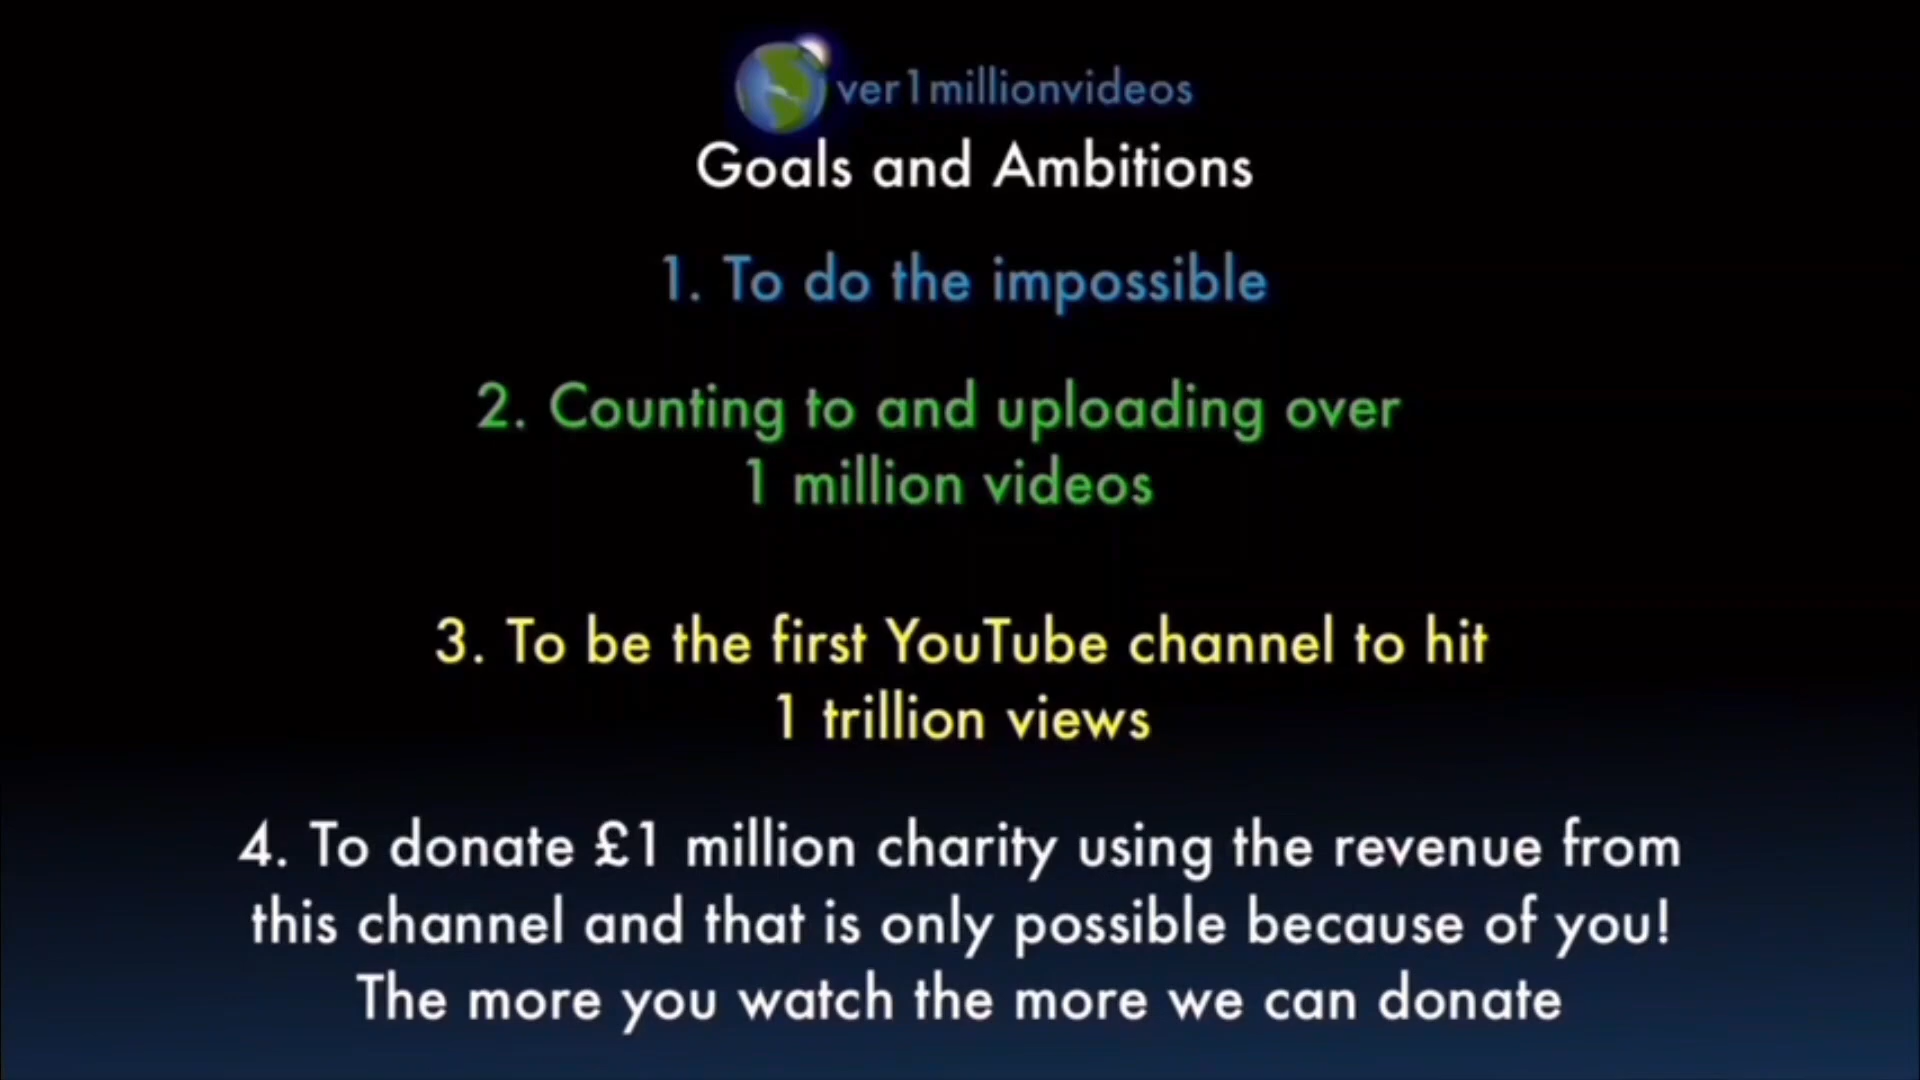 ver1millionvideos
Goals and Ambitions
1. To do the impossible
2. Counting to and uploading over
1 million videos
3. To be the first YouTube channel to hit
1 trillion views
4. To donate £1 million charity using the revenue from
this channel and that is only possible because of you!
The more you watch the more we can donate